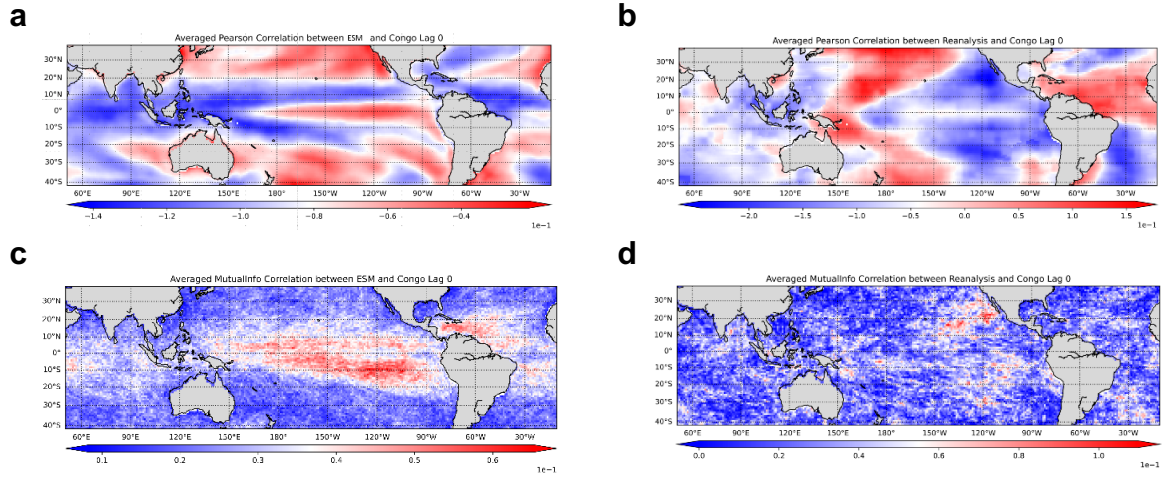 a
Averaged Pearson Correlation between ESM and Congo Lag 0
30°N
20°N
10°N
0°
10°S
20°S
30°S
40°S
60°E 90°E 120°E 150°E 180° 150°W 120°W 90°W 60°W 30°W
−1.4 −1.2 −1.0 −0.8 −0.6 −0.4
1e−1
b
Averaged Pearson Correlation between Reanalysis and Congo Lag 0
30°N
20°N
10°N
0°
10°S
20°S
30°S
40°S
60°E 90°E 120°E 150°E 180° 150°W 120°W 90°W 60°W 30°W
−2.0 −1.5 −1.0 −0.5 0.0 0.5 1.0 1.5
1e−1
c
Averaged MutualInfo Correlation between ESM and Congo Lag 0
30°N
20°N
10°N
0°
10°S
20°S
30°S
40°S
60°E 90°E 120°E 150°E 180° 150°W 120°W 90°W 60°W 30°W
0.1 0.2 0.3 0.4 0.5 0.6
1e−1
d
Averaged MutualInfo Correlation between Reanalysis and Congo Lag 0
30°N
20°N
10°N
0°
10°S
20°S
30°S
40°S
60°E 90°E 120°E 150°E 180° 150°W 120°W 90°W 60°W 30°W
0.0 0.2 0.4 0.6 0.8 1.0
1e−1